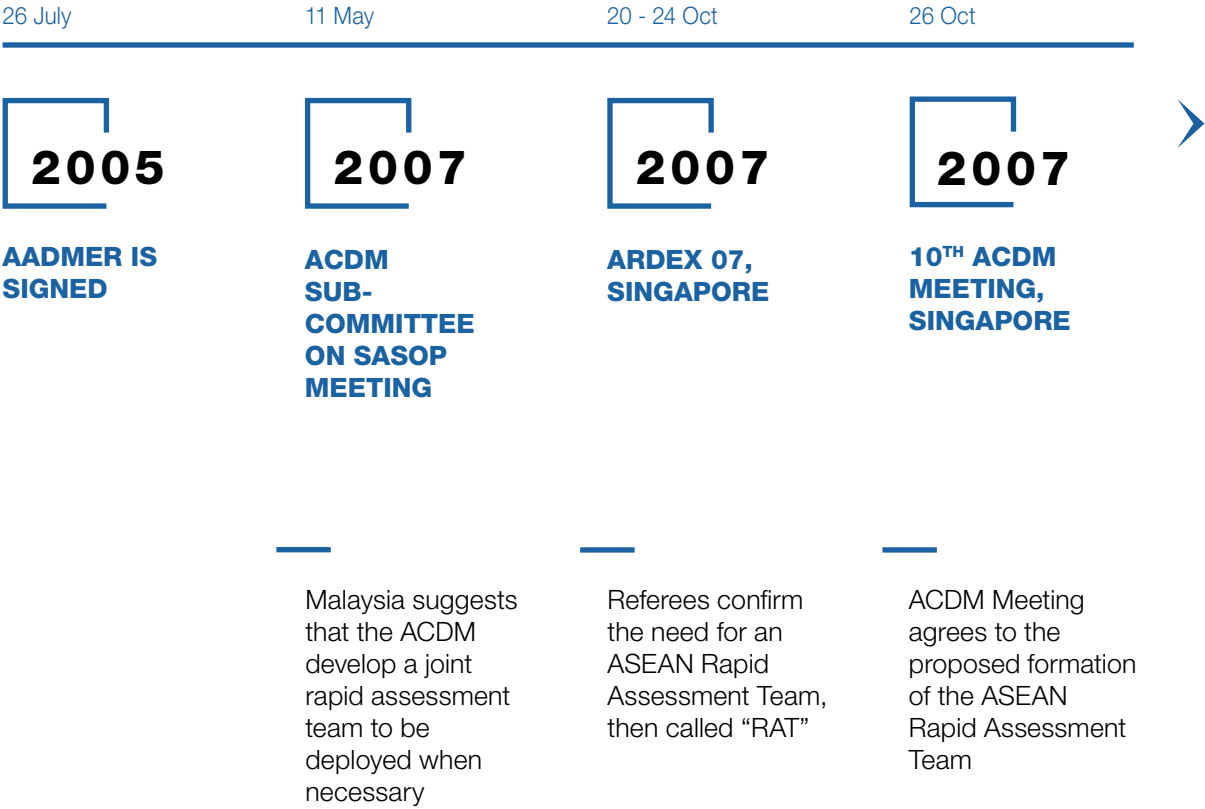 26 July
2005
AADMER IS
SIGNED
11 May
2007
ACDM
SUB-
COMMITTEE
ON SASOP
MEETING
Malaysia suggests
that the ACDM
develop a joint
rapid assessment
team to be
deployed when
necessary
20 - 24 Oct
2007
ARDEX 07,
SINGAPORE
Referees confirm
the need for an
ASEAN Rapid
Assessment Team,
then called “RAT”
26 Oct
2007
10TH ACDM
MEETING,
SINGAPORE
ACDM Meeting
agrees to the
proposed formation
of the ASEAN
Rapid Assessment
Team